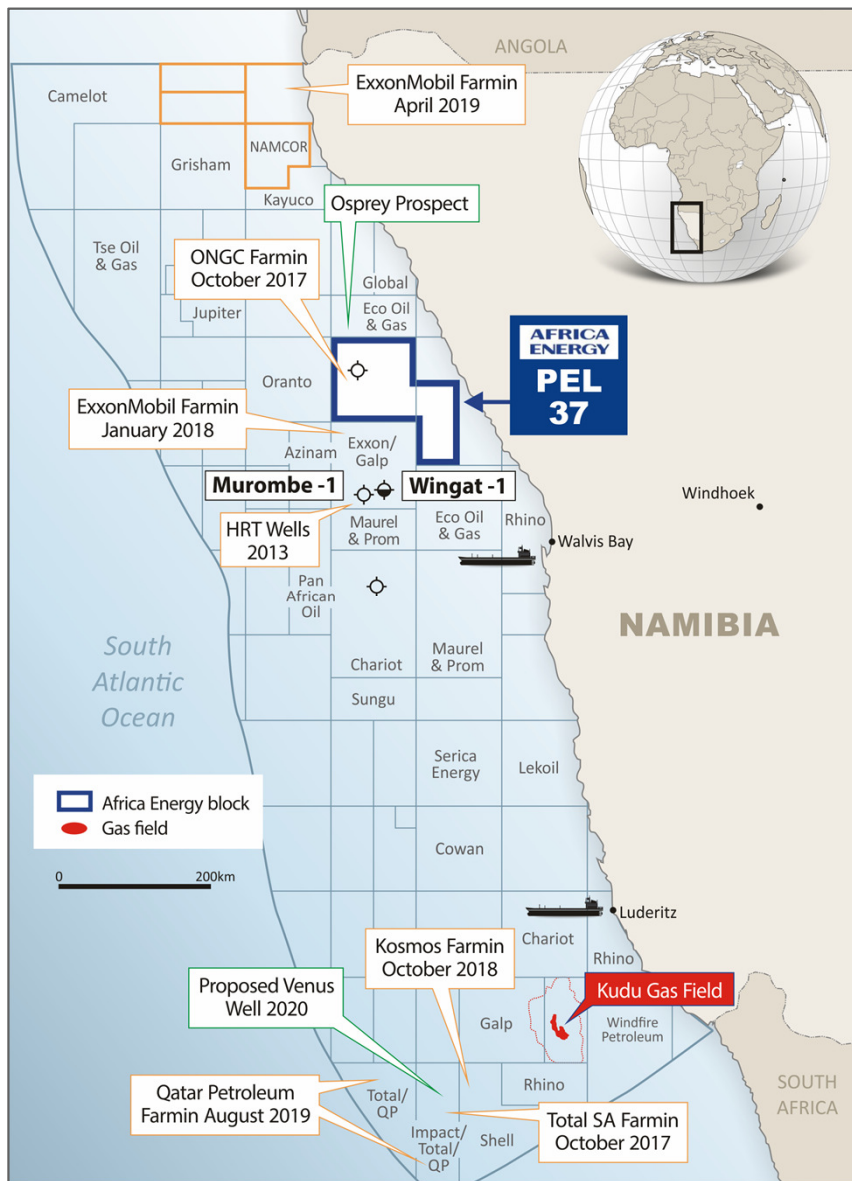 ANGOLA
Camelot
ExxonMobil Farmin
April 2019
Grisham
NAMCOR
Kayuco
Osprey Prospect
Tse Oil
& Gas
ONGC Farmin
October 2017
Global
Jupiter
Eco Oil
& Gas
AFRICA
ENERGY
PEL
37
Oranto
ExxonMobil Farmin
January 2018
Azinam
Exxon/
Galp
Murombe -1
Wingat -1
Windhoek
HRT Wells
2013
Maurel
& Prom
Eco Oil
& Gas
Rhino
Walvis Bay
Pan
African
Oil
NAMIBIA
South
Atlantic
Ocean
Chariot
Maurel
& Prom
Sungu
Serica
Energy
Lekoil
Africa Energy block
Gas field
Cowan
0
200km
Luderitz
Chariot
Kosmos Farmin
October 2018
Rhino
Proposed Venus
Well 2020
Kudu Gas Field
Galp
Windfire
Petroleum
Qatar Petroleum
Farmin August 2019
Total/
QP
Rhino
SOUTH
AFRICA
Impact/
Total/
QP
Shell
Total SA Farmin
October 2017